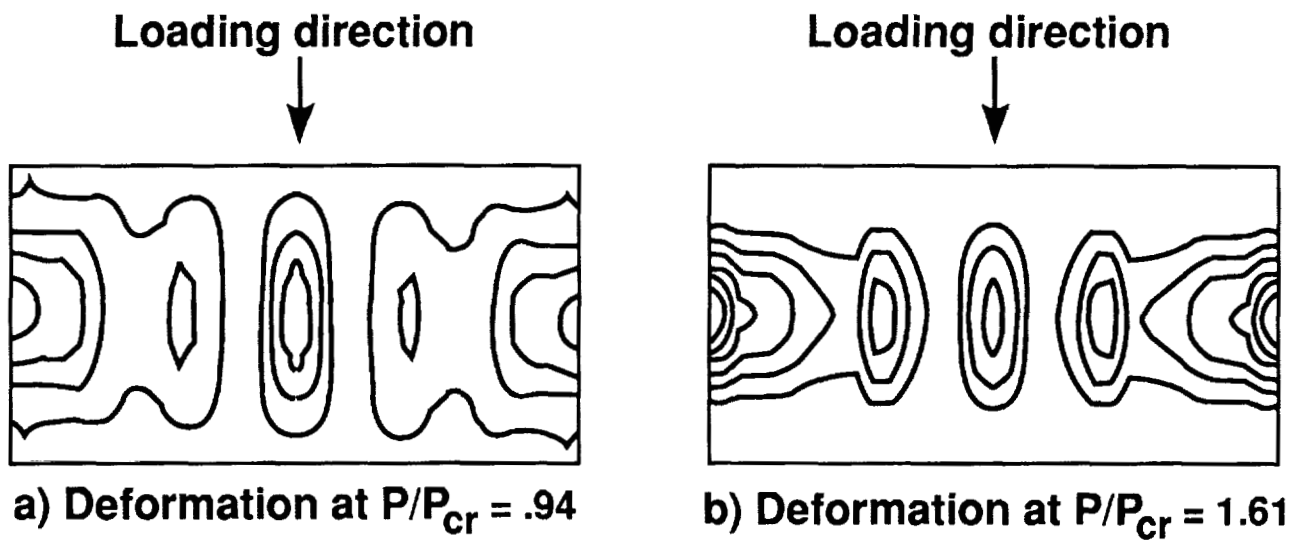 Loading direction
Loading direction
a) Deformation at P/Pcr = .94
b) Deformation at P/Pcr = 1.61